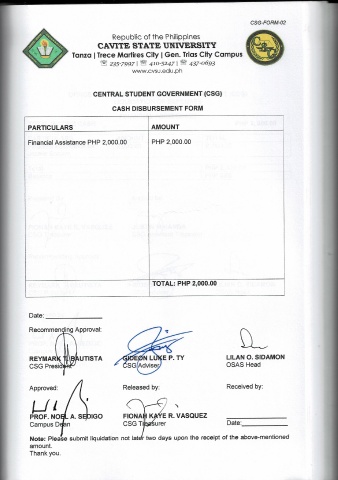 CSG-FORM-02
Republic of the Philippines
CAVITE STATE UNIVERSITY
Tanza | Trece Martires City | Gen. Trias City Campus
☏ 235-7997 | ☏ 410-5247 | ☏ 437-0693
www.cvsu.edu.ph
CENTRAL STUDENT GOVERNMENT (CSG)
CASH DISBURSEMENT FORM
PARTICULARS AMOUNT
Financial Assistance PHP 2,000.00 PHP 2,000.00
TOTAL: PHP 2,000.00
Date: _______________
Recommending Approval:
REYMARK T. BAUTISTA GIDEON LUKE P. TY LILAN O. SIDAMON
CSG President CSG Adviser OSAS Head
Approved: Released by: Received by:
PROF. NOEL A. SEDIGO FIONAH KAYE R. VASQUEZ
Campus Dean CSG Treasurer Date:____________
Note: Please submit liquidation not later two days upon the receipt of the above-mentioned
amount.
Thank you.